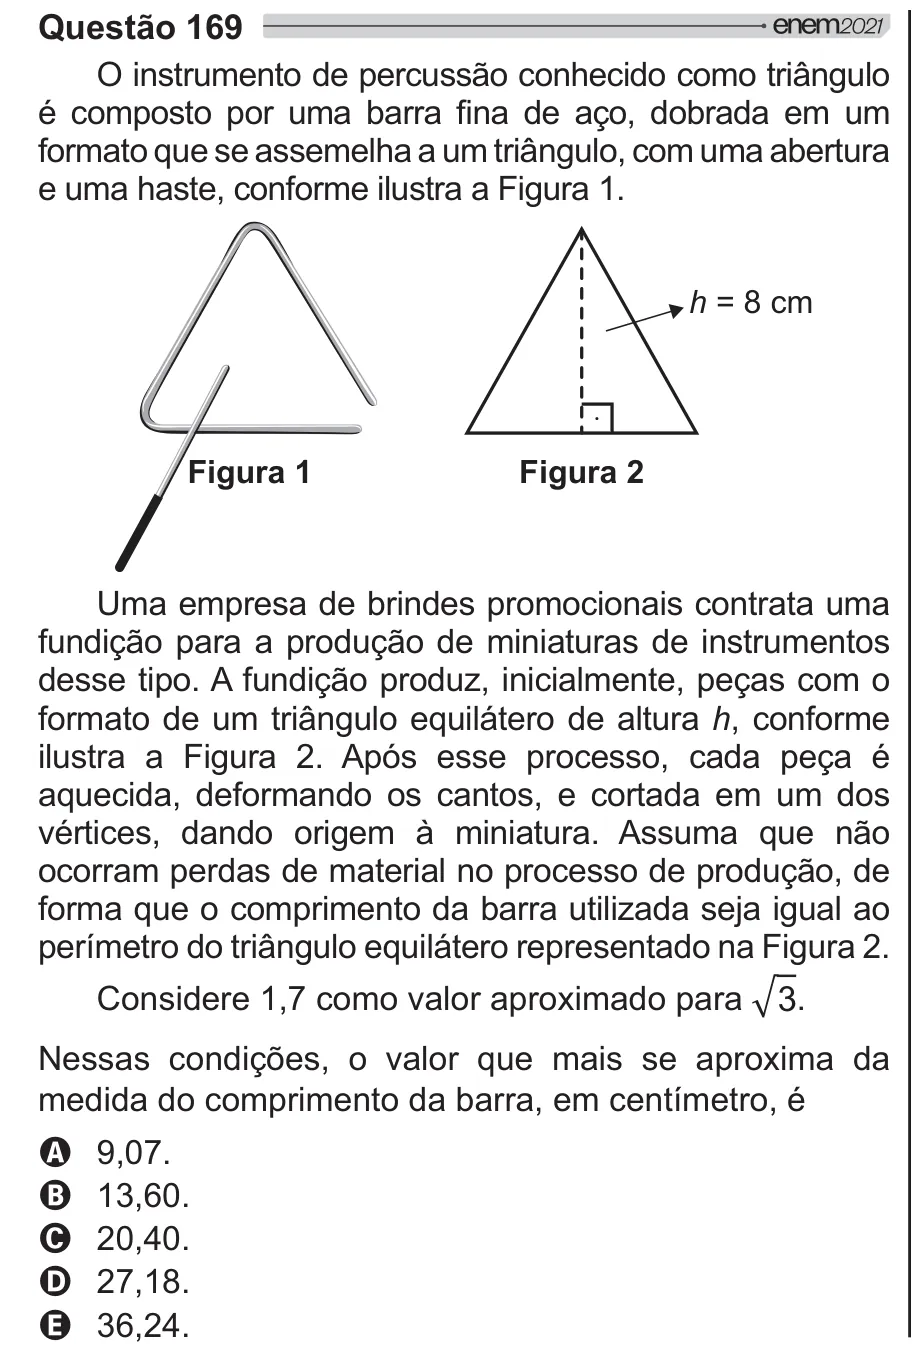 Questão 169 enem2021
O instrumento de percussão conhecido como triângulo
é composto por uma barra fina de aço, dobrada em um
formato que se assemelha a um triângulo, com uma abertura
e uma haste, conforme ilustra a Figura 1.
h = 8 cm
Figura 1 Figura 2
Uma empresa de brindes promocionais contrata uma
fundição para a produção de miniaturas de instrumentos
desse tipo. A fundição produz, inicialmente, peças com o
formato de um triângulo equilátero de altura h, conforme
ilustra a Figura 2. Após esse processo, cada peça é
aquecida, deformando os cantos, e cortada em um dos
vértices, dando origem à miniatura. Assuma que não
ocorram perdas de material no processo de produção, de
forma que o comprimento da barra utilizada seja igual ao
perímetro do triângulo equilátero representado na Figura 2.
Considere 1,7 como valor aproximado para √3.
Nessas condições, o valor que mais se aproxima da
medida do comprimento da barra, em centímetro, é
A 9,07.
B 13,60.
C 20,40.
D 27,18.
E 36,24.